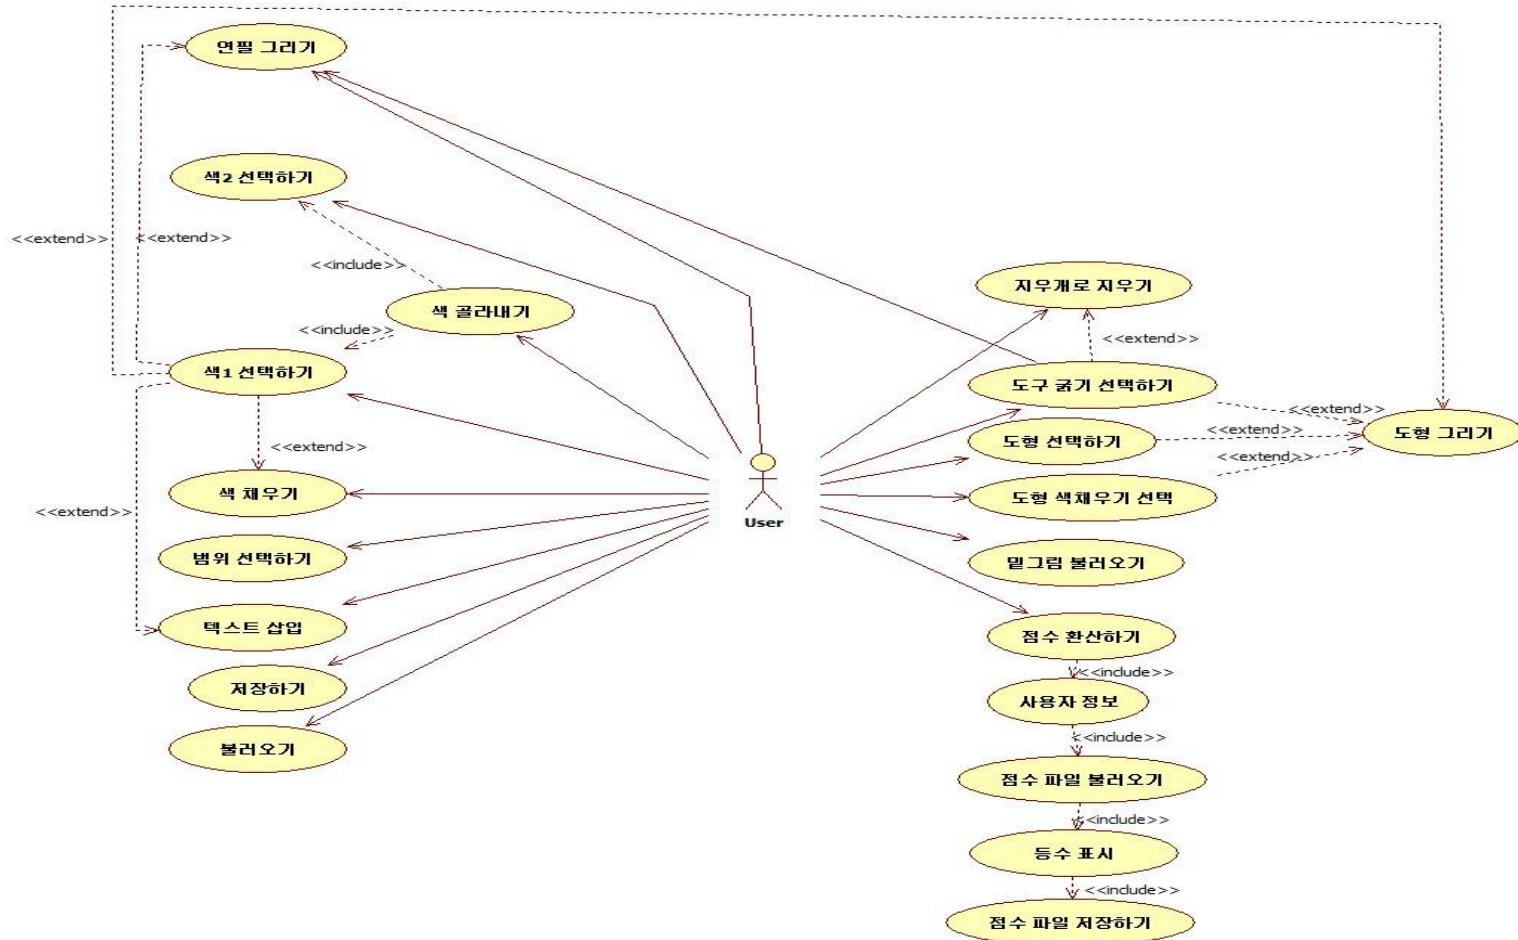 연필 그리기
색2 선택하기
<<extend>>
<<extend>>
<<include>>
지우개로 지우기
색 골라내기
<<include>>
<<extend>>
색1 선택하기
도구 굵기 선택하기
<<extend>>
도형 그리기
도형 선택하기
<<extend>>
<<extend>>
<<extend>>
색 채우기
도형 색채우기 선택
<<extend>>
User
범위 선택하기
밑그림 불러오기
텍스트 삽입
점수 환산하기
<<include>>
저장하기
사용자 정보
<<include>>
불러오기
점수 파일 불러오기
<<include>>
등수 표시
<<include>>
점수 파일 저장하기